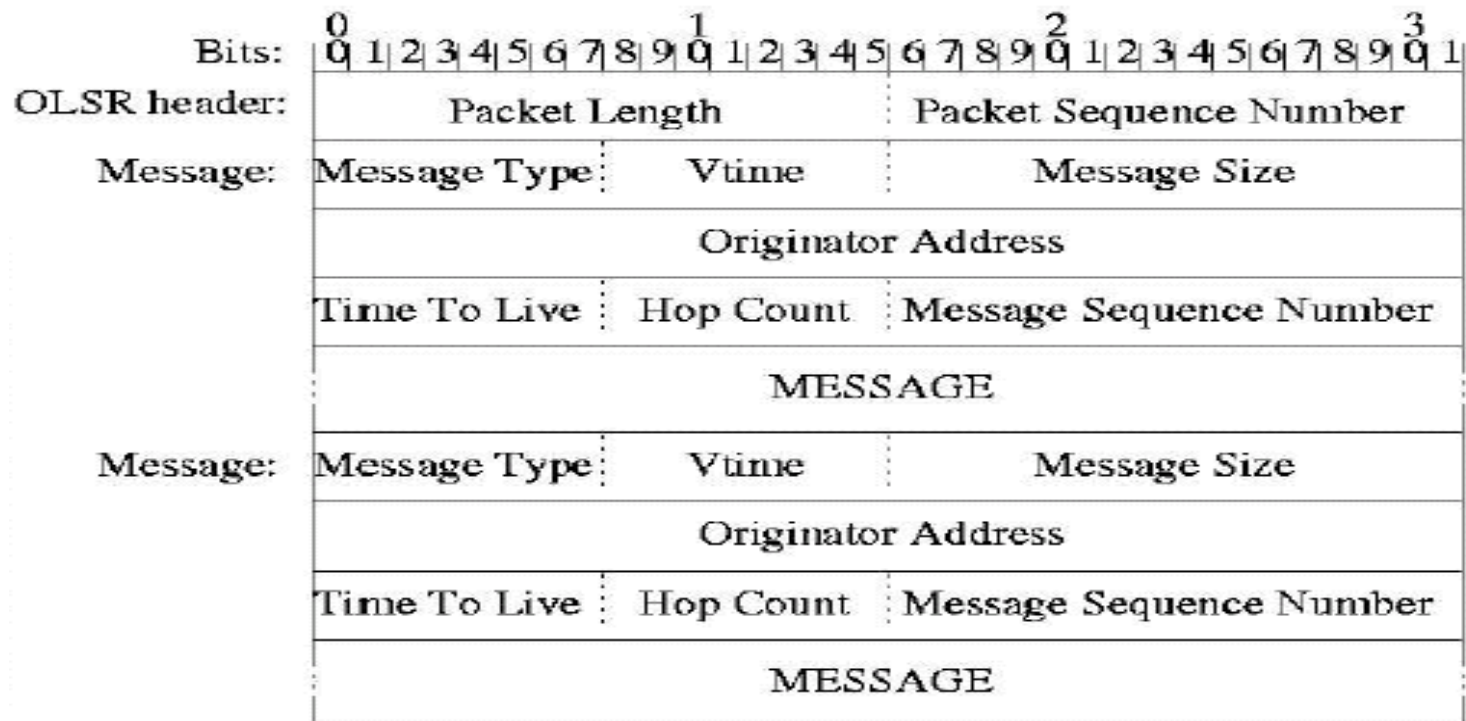 0 1 2 3
Bits: 0 1 2 3 4 5 6 7 8 9 0 1 2 3 4 5 6 7 8 9 0 1 2 3 4 5 6 7 8 9 0 1
OLSR header: Packet Length Packet Sequence Number
Message: Message Type Vtime Message Size
Originator Address
Time To Live Hop Count Message Sequence Number
MESSAGE
Message: Message Type Vtime Message Size
Originator Address
Time To Live Hop Count Message Sequence Number
MESSAGE